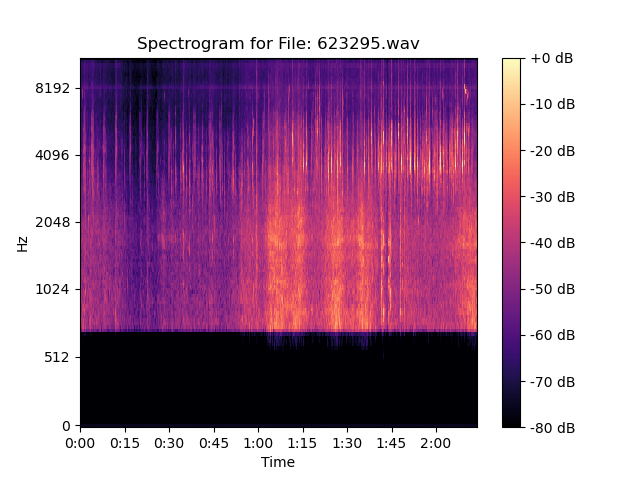 Spectrogram for File: 623295.wav
Hz
8192
4096
2048
1024
512
0
0:00 0:15 0:30 0:45 1:00 1:15 1:30 1:45 2:00
Time
+0 dB
-10 dB
-20 dB
-30 dB
-40 dB
-50 dB
-60 dB
-70 dB
-80 dB